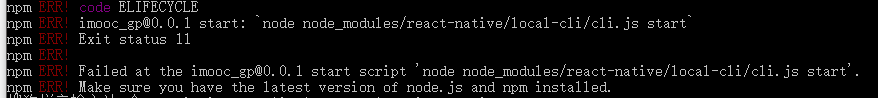 npm ERR! code ELIFECYCLE
npm ERR! imooc_gp@0.0.1 start: `node node_modules/react-native/local-cli/cli.js start`
npm ERR! Exit status 11
npm ERR!
npm ERR! Failed at the imooc_gp@0.0.1 start script 'node node_modules/react-native/local-cli/cli.js start'.
npm ERR! Make sure you have the latest version of node.js and npm installed.